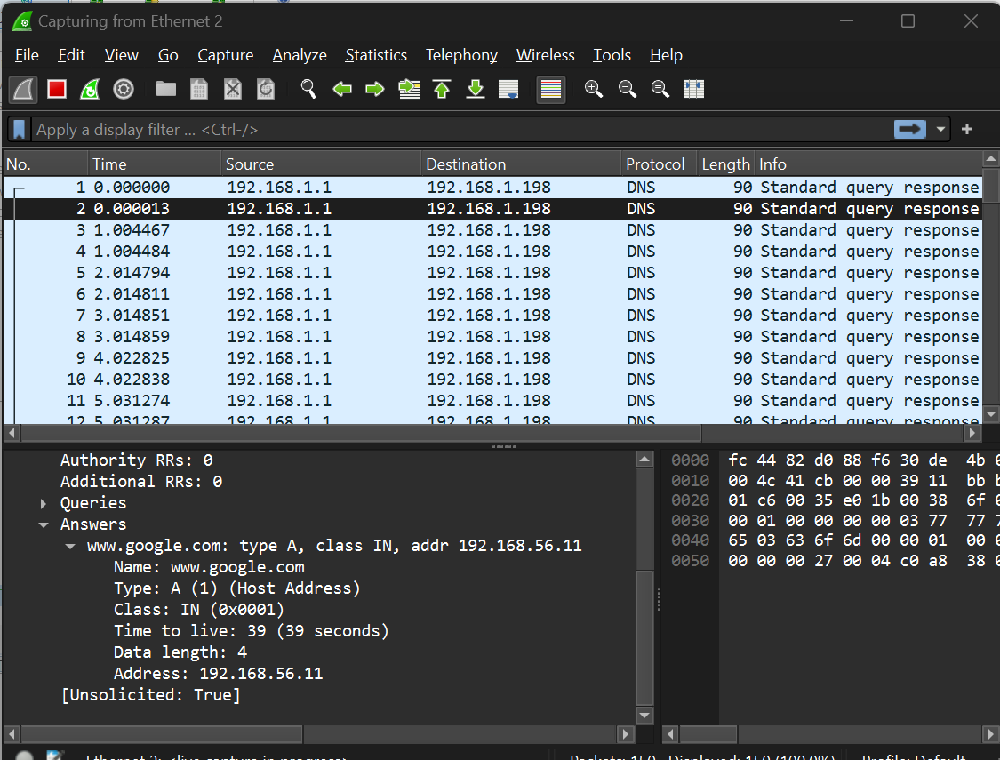 Capturing from Ethernet 2
File Edit View Go Capture Analyze Statistics Telephony Wireless Tools Help
Apply a display filter ... <Ctrl-/>
No. Time Source Destination Protocol Length Info
1 0.000000 192.168.1.1 192.168.1.198 DNS 90 Standard query response
2 0.000013 192.168.1.1 192.168.1.198 DNS 90 Standard query response
3 1.004467 192.168.1.1 192.168.1.198 DNS 90 Standard query response
4 1.004484 192.168.1.1 192.168.1.198 DNS 90 Standard query response
5 2.014794 192.168.1.1 192.168.1.198 DNS 90 Standard query response
6 2.014811 192.168.1.1 192.168.1.198 DNS 90 Standard query response
7 3.014851 192.168.1.1 192.168.1.198 DNS 90 Standard query response
8 3.014859 192.168.1.1 192.168.1.198 DNS 90 Standard query response
9 4.022825 192.168.1.1 192.168.1.198 DNS 90 Standard query response
10 4.022838 192.168.1.1 192.168.1.198 DNS 90 Standard query response
11 5.031274 192.168.1.1 192.168.1.198 DNS 90 Standard query response
12 5.031287 192.168.1.1 192.168.1.198 DNS 90 Standard query response
Authority RRs: 0
Additional RRs: 0
Queries
Answers
www.google.com: type A, class IN, addr 192.168.56.11
Name: www.google.com
Type: A (1) (Host Address)
Class: IN (0x0001)
Time to live: 39 (39 seconds)
Data length: 4
Address: 192.168.56.11
[Unsolicited: True]
0000 fc 44 82 d0 88 f6 30 de 4b
0010 00 4c 41 cb 00 00 39 11 bb
0020 01 c6 00 35 e0 1b 00 38 6f
0030 00 01 00 00 00 00 03 77 77
0040 65 03 63 6f 6d 00 00 01 00
0050 00 00 00 27 00 04 c0 a8 38
Ethernet 2: <live capture in progress>
Packets: 150 Displayed: 150 (100.0%)
Profile: Default